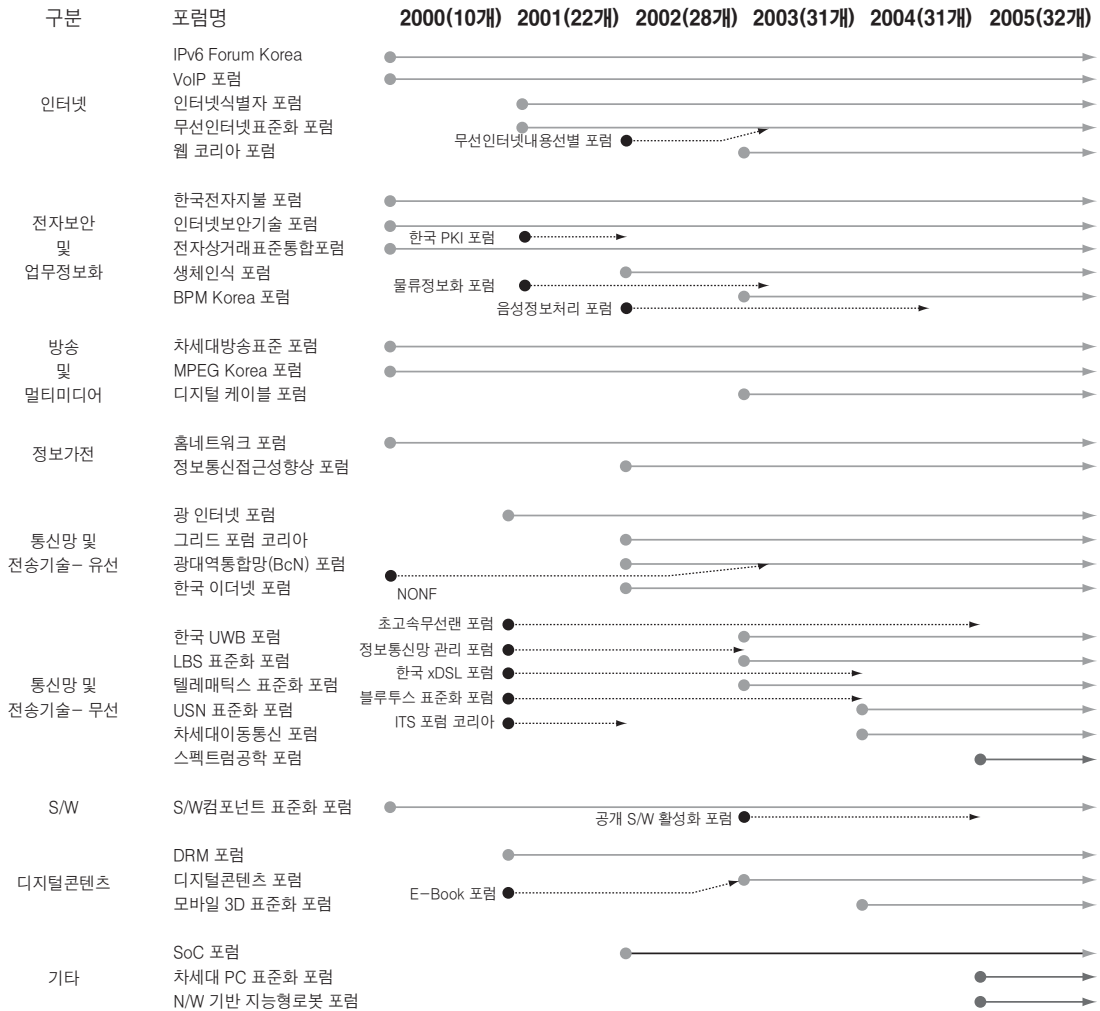 구분 포럼명 2000(10개) 2001(22개) 2002(28개) 2003(31개) 2004(31개) 2005(32개)
인터넷
IPv6 Forum Korea
VoIP 포럼
인터넷식별자 포럼
무선인터넷표준화 포럼
무선인터넷내용선별 포럼
웹 코리아 포럼
전자보안
및
업무정보화
한국전자지불 포럼
인터넷보안기술 포럼
한국 PKI 포럼
전자상거래표준통합포럼
생체인식 포럼
물류정보화 포럼
BPM Korea 포럼
음성정보처리 포럼
방송
및
멀티미디어
차세대방송표준 포럼
MPEG Korea 포럼
디지털 케이블 포럼
정보가전
홈네트워크 포럼
정보통신접근성향상 포럼
통신망 및
전송기술- 유선
광 인터넷 포럼
그리드 포럼 코리아
광대역통합망(BcN) 포럼
한국 이더넷 포럼
NONF
통신망 및
전송기술- 무선
초고속무선랜 포럼
한국 UWB 포럼
정보통신망 관리 포럼
LBS 표준화 포럼
한국 xDSL 포럼
텔레매틱스 표준화 포럼
블루투스 표준화 포럼
USN 표준화 포럼
ITS 포럼 코리아
차세대이동통신 포럼
스펙트럼공학 포럼
S/W
S/W컴포넌트 표준화 포럼
공개 S/W 활성화 포럼
디지털콘텐츠
DRM 포럼
디지털콘텐츠 포럼
E-Book 포럼
모바일 3D 표준화 포럼
기타
SoC 포럼
차세대 PC 표준화 포럼
N/W 기반 지능형로봇 포럼